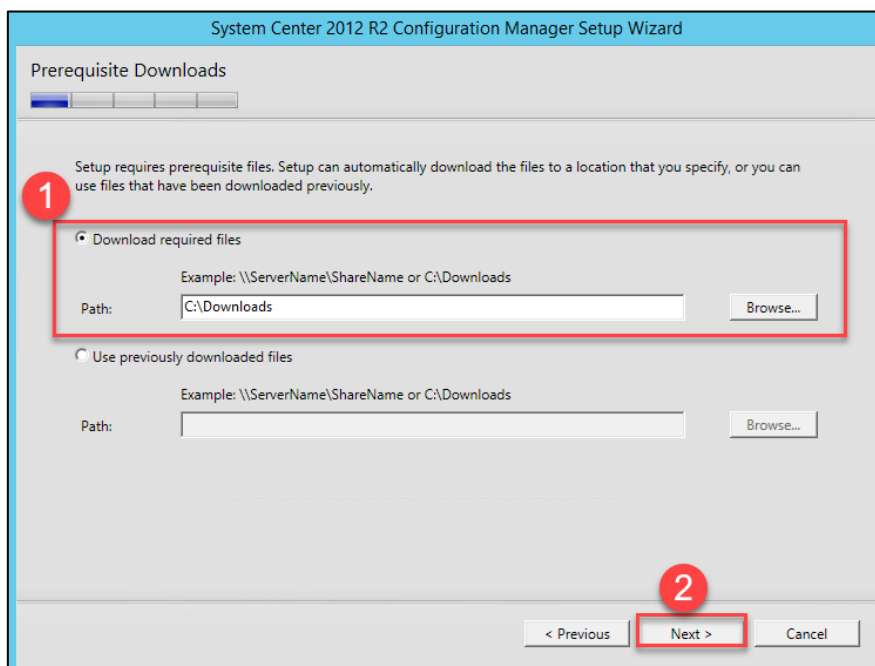 System Center 2012 R2 Configuration Manager Setup Wizard
Prerequisite Downloads
Setup requires prerequisite files. Setup can automatically download the files to a location that you specify, or you can
use files that have been downloaded previously.
1
Download required files
Example: \\ServerName\ShareName or C:\Downloads
Path: C:\Downloads Browse...
Use previously downloaded files
Example: \\ServerName\ShareName or C:\Downloads
Path: Browse...
2
< Previous Next > Cancel